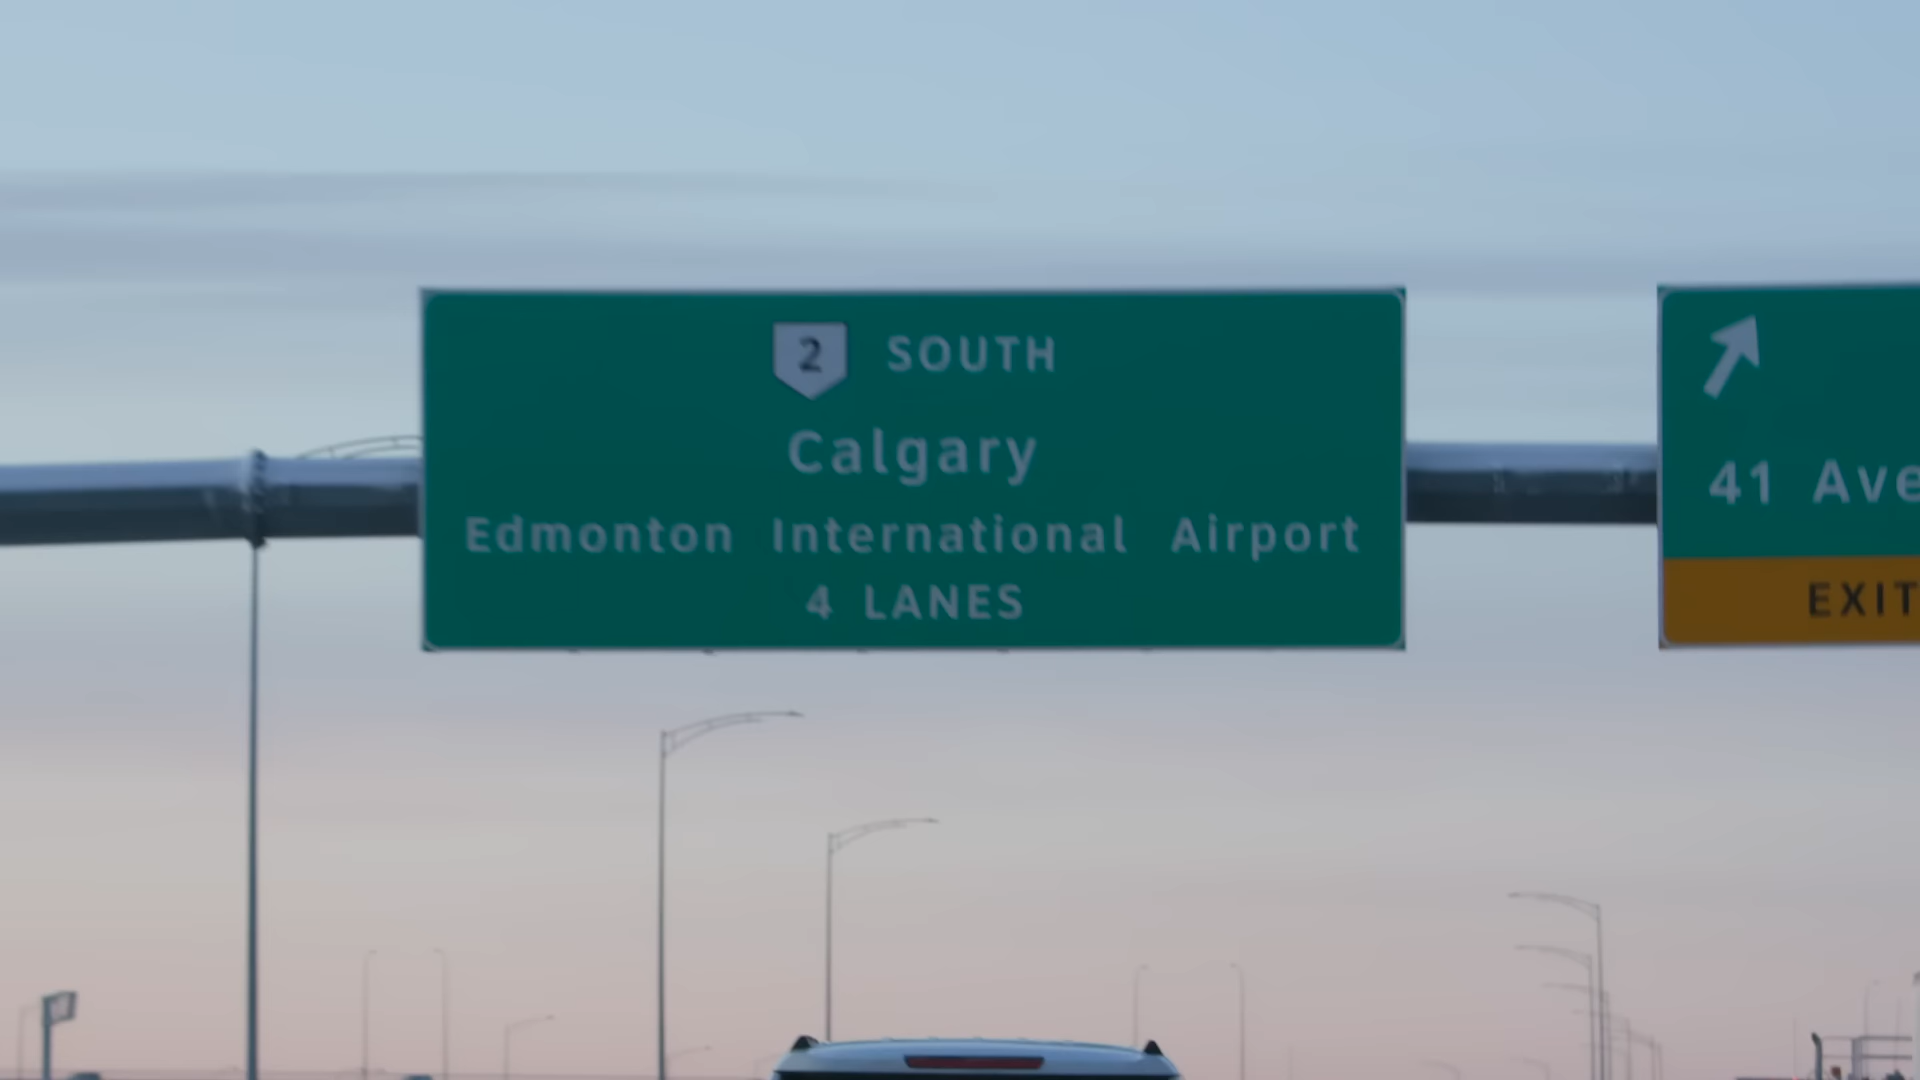 2 SOUTH
Calgary
Edmonton International Airport
4 LANES
41 Ave
EXIT